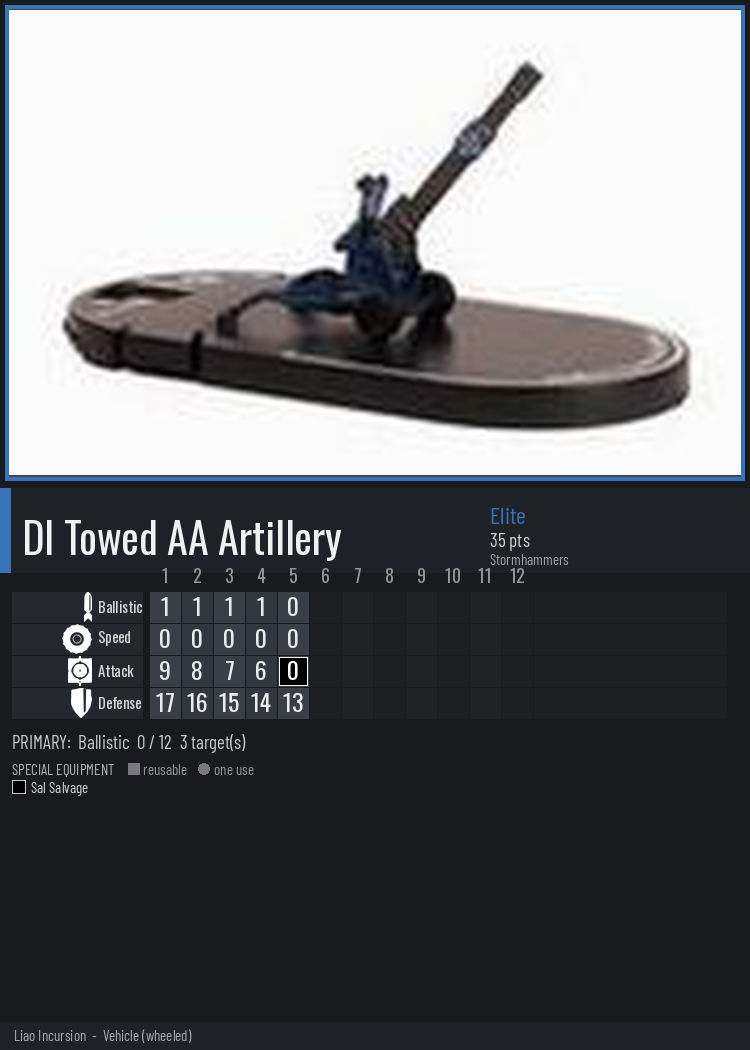 DI Towed AA Artillery
Elite
35 pts
Stormhammers
1 2 3 4 5 6 7 8 9 10 11 12
Ballistic 1 1 1 1 0
Speed 0 0 0 0 0
Attack 9 8 7 6 0
Defense 17 16 15 14 13
PRIMARY: Ballistic 0 / 12 3 target(s)
SPECIAL EQUIPMENT reusable one use
Sal Salvage
Liao Incursion - Vehicle (wheeled)